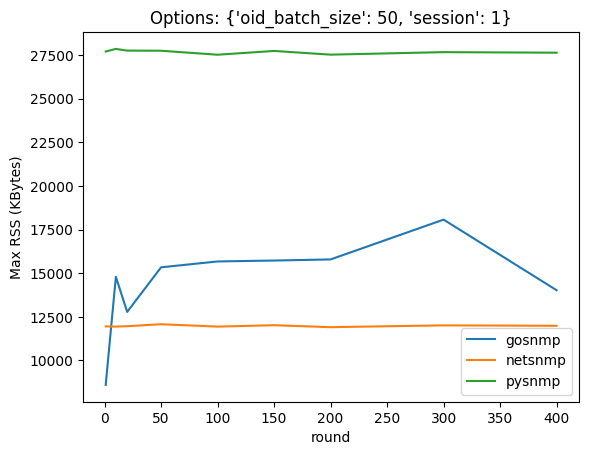 Options: {'oid_batch_size': 50, 'session': 1}
Max RSS (KBytes)
27500
25000
22500
20000
17500
15000
12500
10000
0 50 100 150 200 250 300 350 400
round
gosnmp
netsnmp
pysnmp